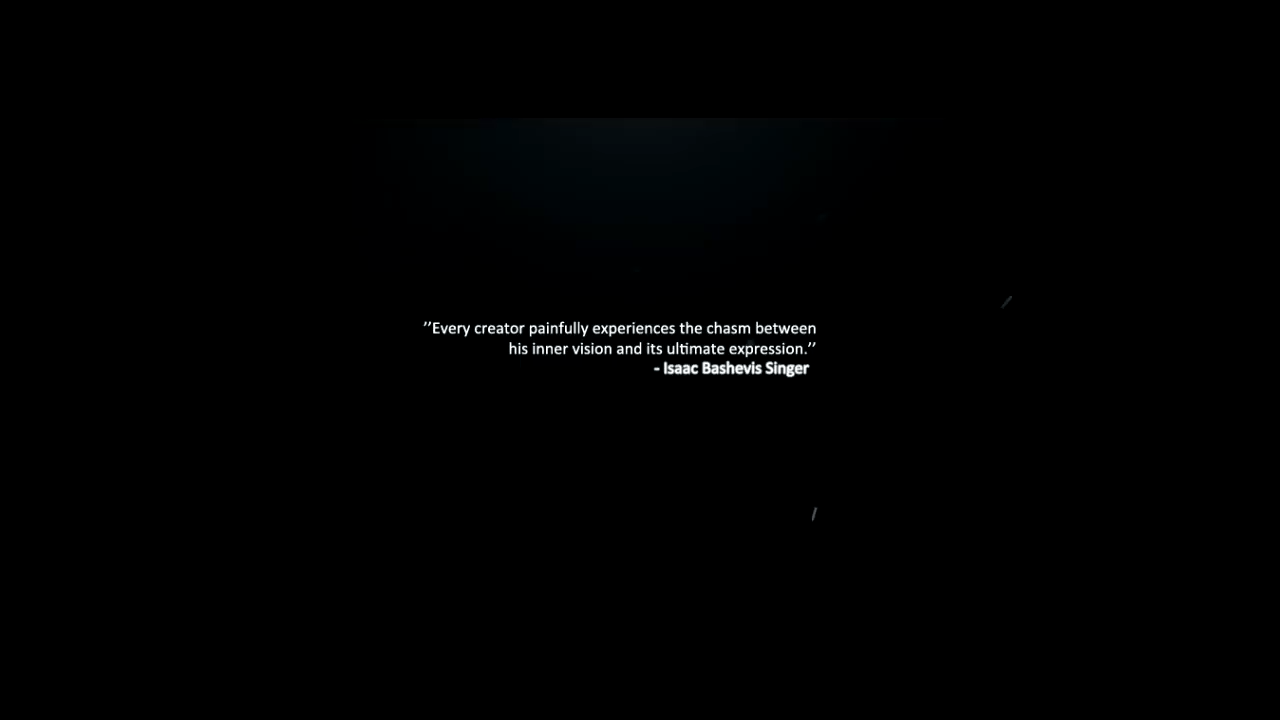 ’’Every creator painfully experiences the chasm between
his inner vision and its ultimate expression.’’
- Isaac Bashevis Singer